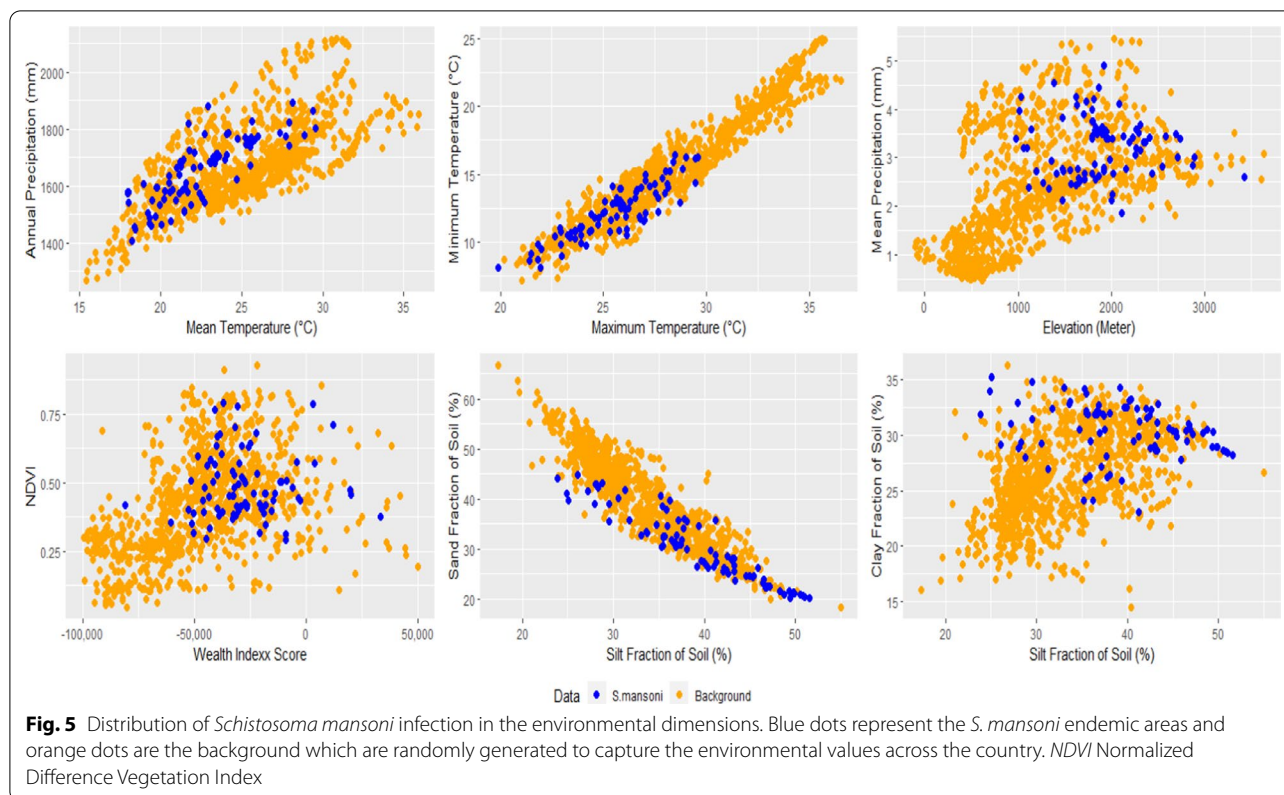 Annual Precipitation (mm)
2000
1800
1600
1400
15 20 25 30 35
Mean Temperature (°C)
Minimum Temperature (°C)
25
20
15
10
20 25 30 35
Maximum Temperature (°C)
Mean Precipitation (mm)
5
4
3
2
1
0 1000 2000 3000
Elevation (Meter)
NDVI
0.75
0.50
0.25
-100,000 -50,000 0 50,000
Wealth Indexx Score
Sand Fraction of Soil (%)
60
50
40
30
20
20 30 40 50
Silt Fraction of Soil (%)
Clay Fraction of Soil (%)
35
30
25
20
15
20 30 40 50
Silt Fraction of Soil (%)
Data S.mansoni Background
Fig. 5 Distribution of Schistosoma mansoni infection in the environmental dimensions. Blue dots represent the S. mansoni endemic areas and
orange dots are the background which are randomly generated to capture the environmental values across the country. NDVI Normalized
Difference Vegetation Index